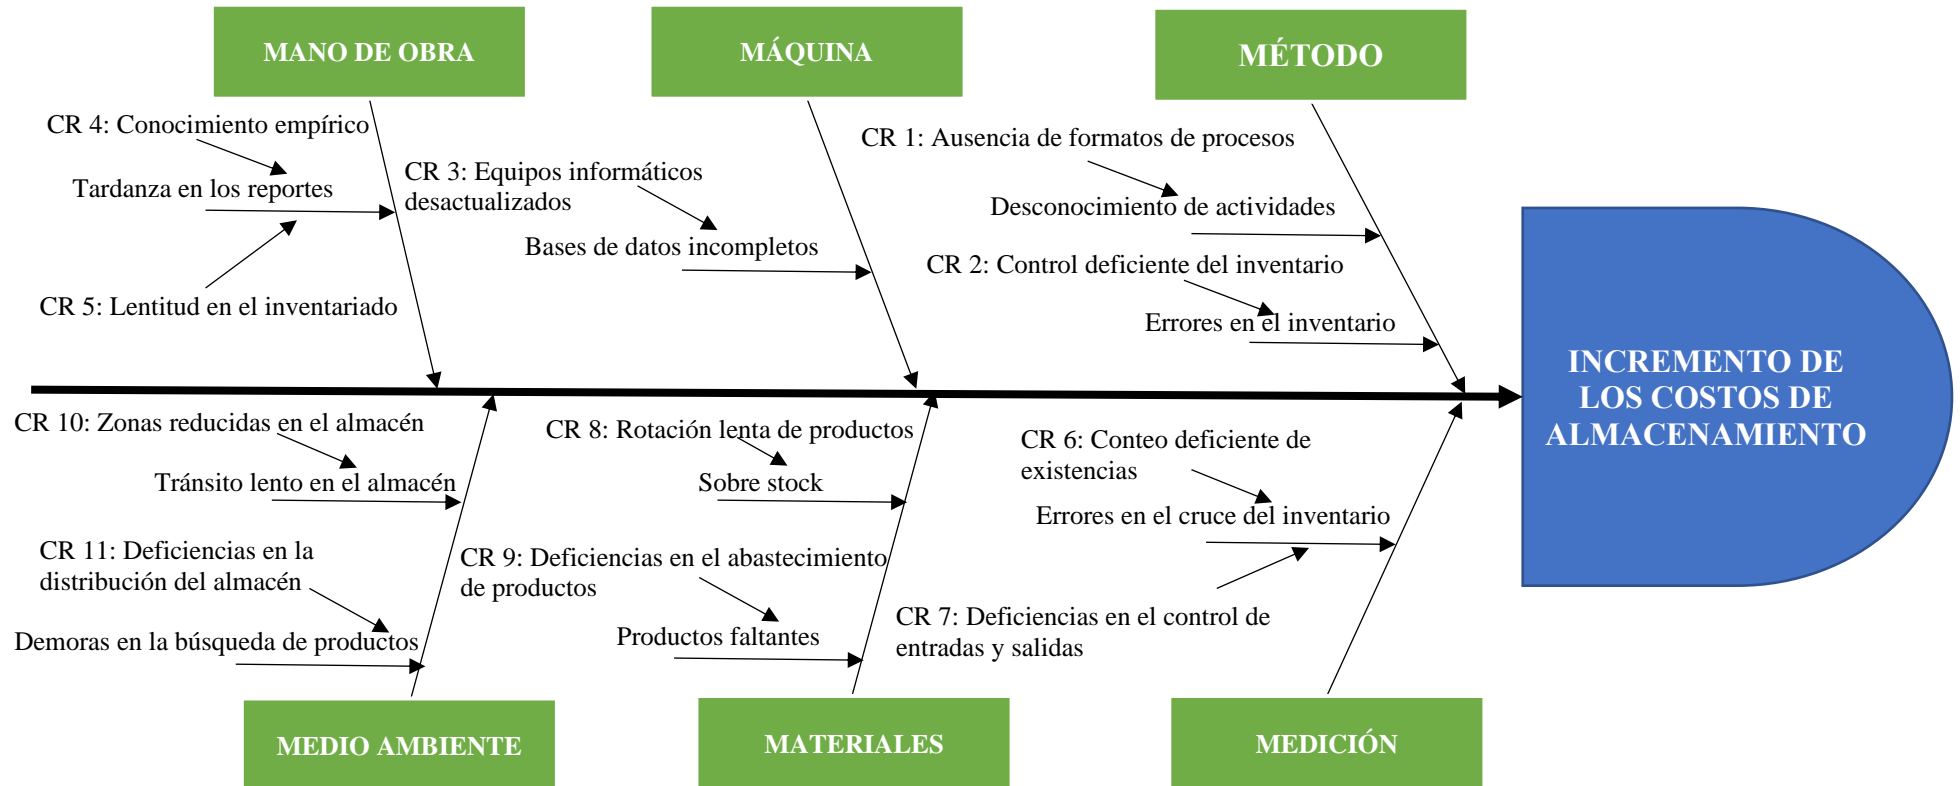 MANO DE OBRA
MÁQUINA
MÉTODO
CR 4: Conocimiento empírico
Tardanza en los reportes
CR 5: Lentitud en el inventariado
CR 3: Equipos informáticos
desactualizados
Bases de datos incompletos
CR 1: Ausencia de formatos de procesos
Desconocimiento de actividades
CR 2: Control deficiente del inventario
Errores en el inventario
INCREMENTO DE
LOS COSTOS DE
ALMACENAMIENTO
CR 10: Zonas reducidas en el almacén
Tránsito lento en el almacén
CR 11: Deficiencias en la
distribución del almacén
Demoras en la búsqueda de productos
CR 8: Rotación lenta de productos
Sobre stock
CR 9: Deficiencias en el abastecimiento
de productos
Productos faltantes
CR 6: Conteo deficiente de
existencias
Errores en el cruce del inventario
CR 7: Deficiencias en el control de
entradas y salidas
MEDIO AMBIENTE
MATERIALES
MEDICIÓN